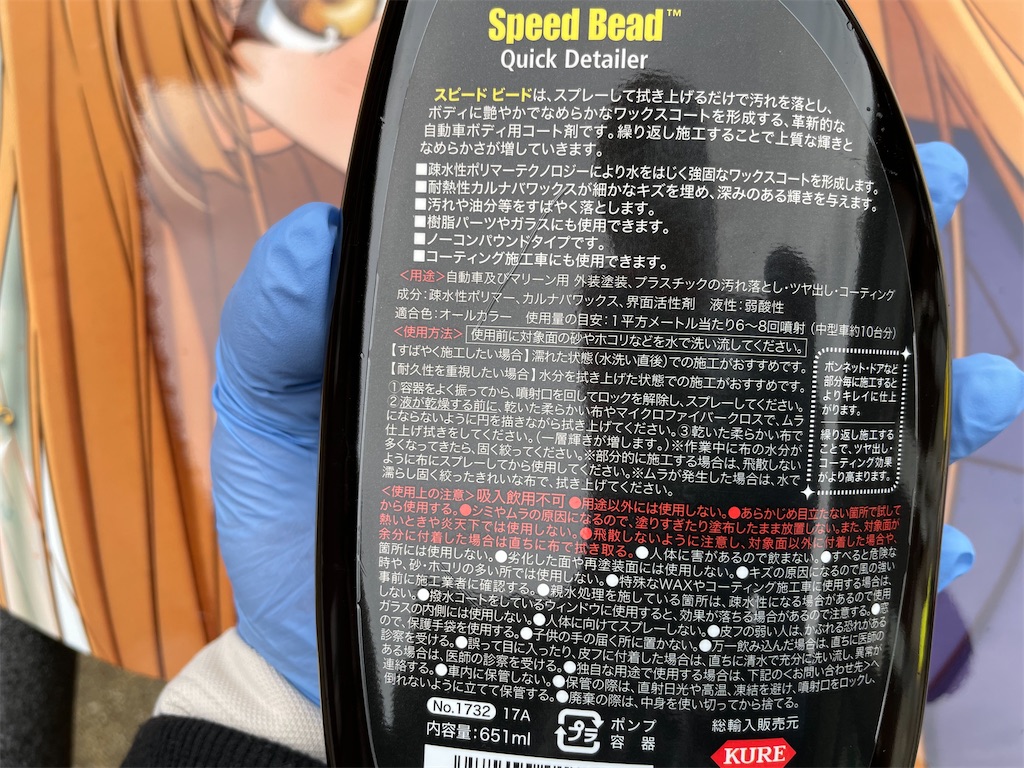 Speed Bead™
Quick Detailer
スピード ビードは、スプレーして拭き上げるだけで汚れを落とし、
ボディに艶やかでなめらかなワックスコートを形成する、革新的な
自動車ボディ用コート剤です。繰り返し施工することで上質な輝きと
なめらかさが増していきます。
■疎水性ポリマーテクノロジーにより水をはじく強固なワックスコートを形成します。
■耐熱性カルナバワックスが細かなキズを埋め、深みのある輝きを与えます。
■汚れや油分等をすばやく落とします。
■樹脂パーツやガラスにも使用できます。
■ノーコンパウンドタイプです。
■コーティング施工車にも使用できます。
<用途>自動車及びマリーン用 外装塗装、プラスチックの汚れ落とし・ツヤ出し・コーティング
成分：疎水性ポリマー、カルナバワックス、界面活性剤 液性：弱酸性
適合色：オールカラー 使用量の目安：1平方メートル当たり6〜8回噴射（中型車約10台分）
<使用方法> 使用前に対象面の砂やホコリなどを水で洗い流してください。
【すばやく施工したい場合】濡れた状態（水洗い直後）での施工がおすすめです。
【耐久性を重視したい場合】水分を拭き上げた状態での施工がおすすめです。
①容器をよく振ってから、噴射口を回してロックを解除し、スプレーしてください。
②液が乾燥する前に、乾いた柔らかい布やマイクロファイバークロスで、ムラ
にならないように円を描きながら拭き上げてください。③乾いた柔らかい布で
仕上げ拭きをしてください。（一層輝きが増します。）※作業中に布の水分が
多くなってきたら、固く絞ってください。※部分的に施工する場合は、飛散しない
ように布にスプレーしてから使用してください。※ムラが発生した場合は、水で
濡らし固く絞ったきれいな布で、拭き上げてください。
ボンネット・ドアなど
部分毎に施工すると
よりキレイに仕上
がります。
繰り返し施工する
ことで、ツヤ出し・
コーティング効果
がより高まります。
<使用上の注意> 吸入飲用不可 ●用途以外には使用しない。●あらかじめ目立たない箇所で試して
から使用する。●シミやムラの原因になるので、塗りすぎたり塗布したまま放置しない。また、対象面が
熱いときや炎天下では使用しない。●飛散しないように注意し、対象面以外に付着した場合や、
余分に付着した場合は直ちに布で拭き取る。●人体に害があるので飲まない。●すべると危険な
箇所には使用しない。●劣化した面や再塗装面には使用しない。●キズの原因になるので風の強い
時や、砂・ホコリの多い所では使用しない。●特殊なWAXやコーティング施工車に使用する場合は、
事前に施工業者に確認する。●親水処理を施している箇所は、疎水性になる場合があるので使用
しない。●撥水コートをしているウィンドウに使用すると、効果が落ちる場合があるので注意する。●窓
ガラスの内側には使用しない。●人体に向けてスプレーしない。●皮フの弱い人は、かぶれる恐れがある
ので、保護手袋を使用する。●子供の手の届く所に置かない。●万一飲み込んだ場合は、直ちに医師の
診察を受ける。●誤って目に入ったり、皮フに付着した場合は、直ちに清水で充分に洗い流し、異常が
ある場合は、医師の診察を受ける。●独自な用途で使用する場合は、下記のお問い合わせ先へ
連絡する。●車内に保管しない。●保管の際は、直射日光や高温、凍結を避け、噴射口をロックし、
倒れないように立てて保管する。●廃棄の際は、中身を使い切ってから捨てる。
No.1732 17A
内容量：651ml
プラ
ポンプ
容器
総輸入販売元
KURE